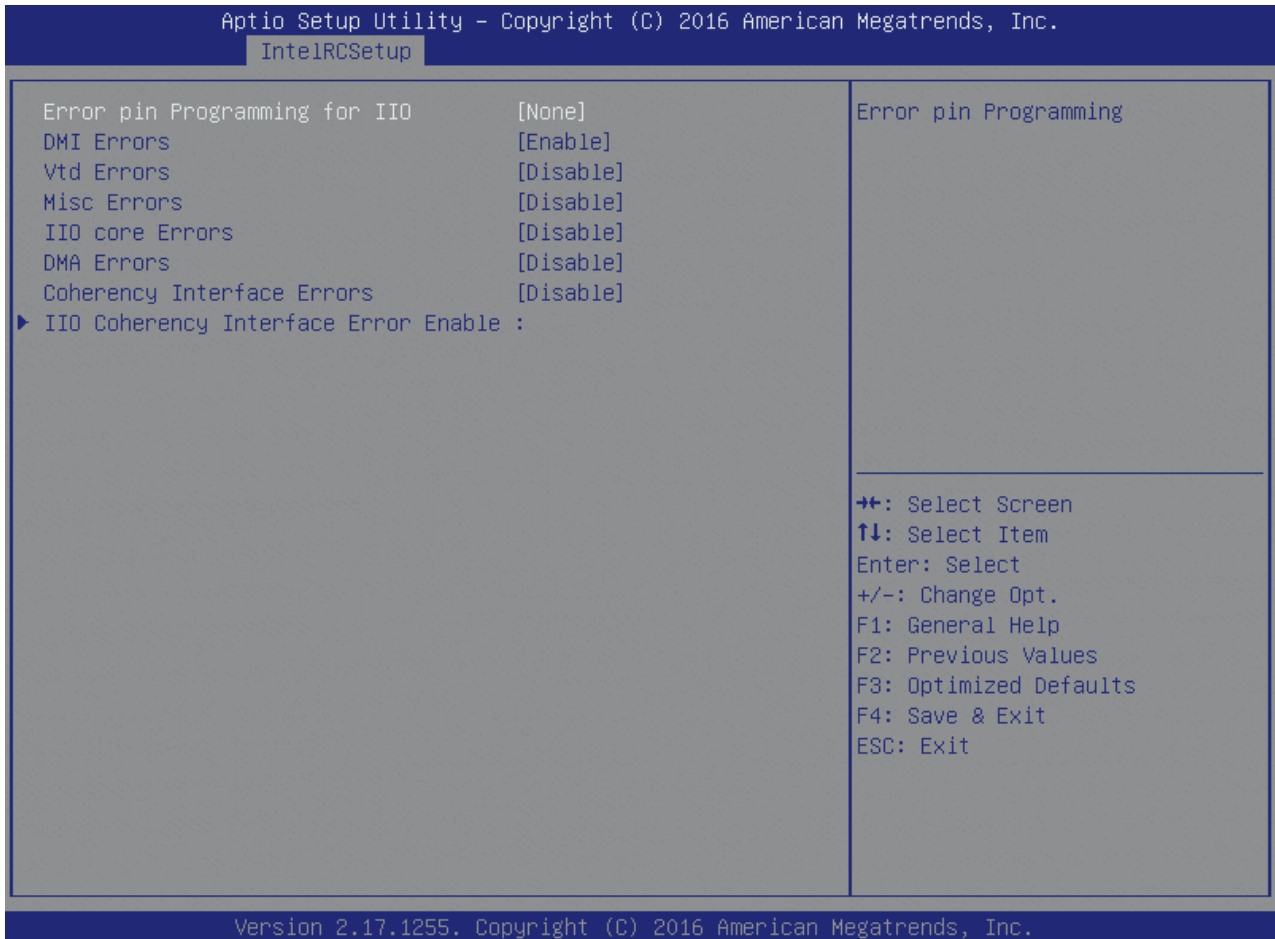 Aptio Setup Utility – Copyright (C) 2016 American Megatrends, Inc.
IntelRCSetup
Error pin Programming for IIO [None]
DMI Errors [Enable]
Vtd Errors [Disable]
Misc Errors [Disable]
IIO core Errors [Disable]
DMA Errors [Disable]
Coherency Interface Errors [Disable]
▶ IIO Coherency Interface Error Enable :
Error pin Programming
→←: Select Screen
↑↓: Select Item
Enter: Select
+/-: Change Opt.
F1: General Help
F2: Previous Values
F3: Optimized Defaults
F4: Save & Exit
ESC: Exit
Version 2.17.1255. Copyright (C) 2016 American Megatrends, Inc.